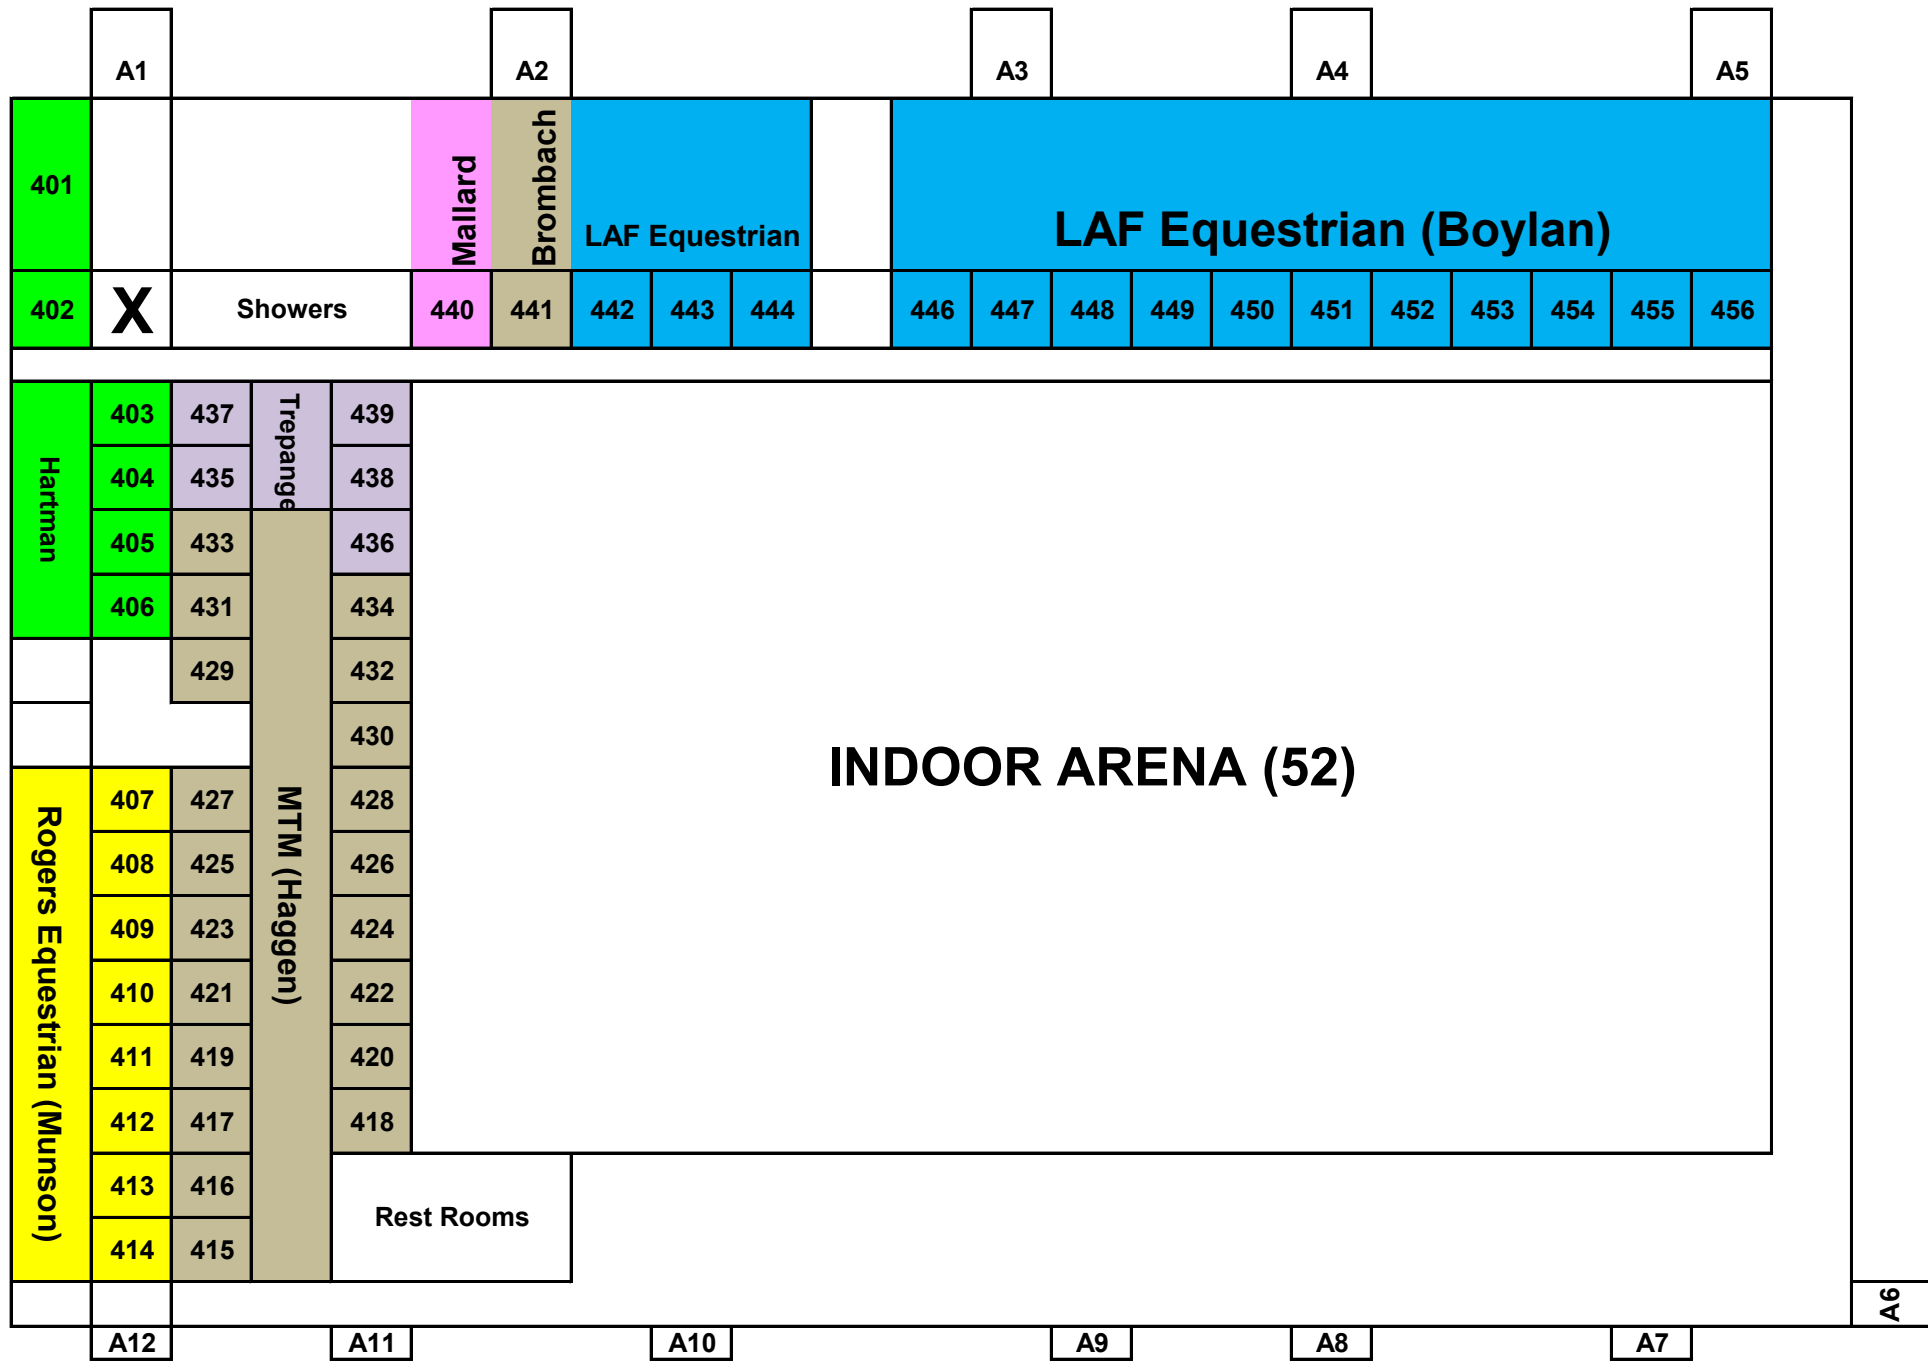 A1 A2 A3 A4 A5
401 Mallard Brombach LAF Equestrian LAF Equestrian (Boylan)
402 X Showers 440 441 442 443 444 446 447 448 449 450 451 452 453 454 455 456
Hartman 403 437 Trepange 439
404 435 438
405 433 436
406 431 434
429 432
430
INDOOR ARENA (52)
Rogers Equestrian (Munson) 407 427 MTM (Haggen) 428
408 425 426
409 423 424
410 421 422
411 419 420
412 417 418
413 416
Rest Rooms
414 415
A6
A12 A11 A10 A9 A8 A7